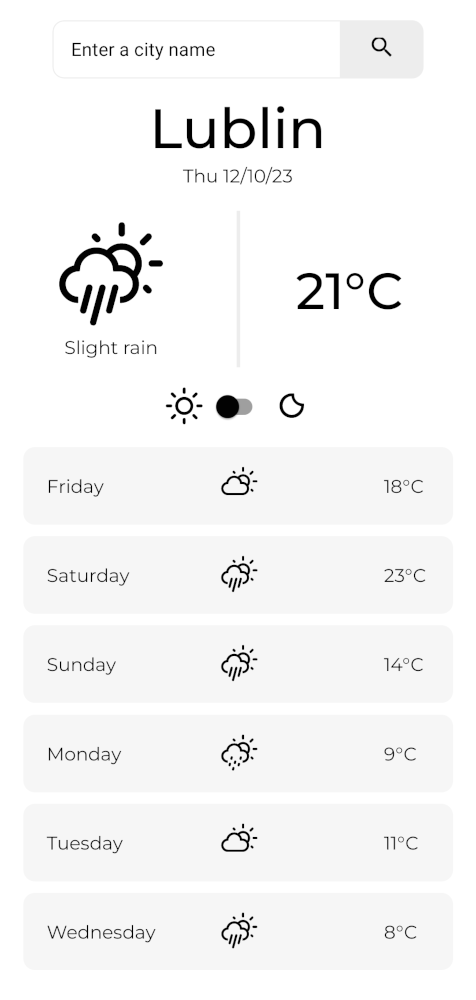 Enter a city name
Lublin
Thu 12/10/23
21°C
Slight rain
Friday 18°C
Saturday 23°C
Sunday 14°C
Monday 9°C
Tuesday 11°C
Wednesday 8°C